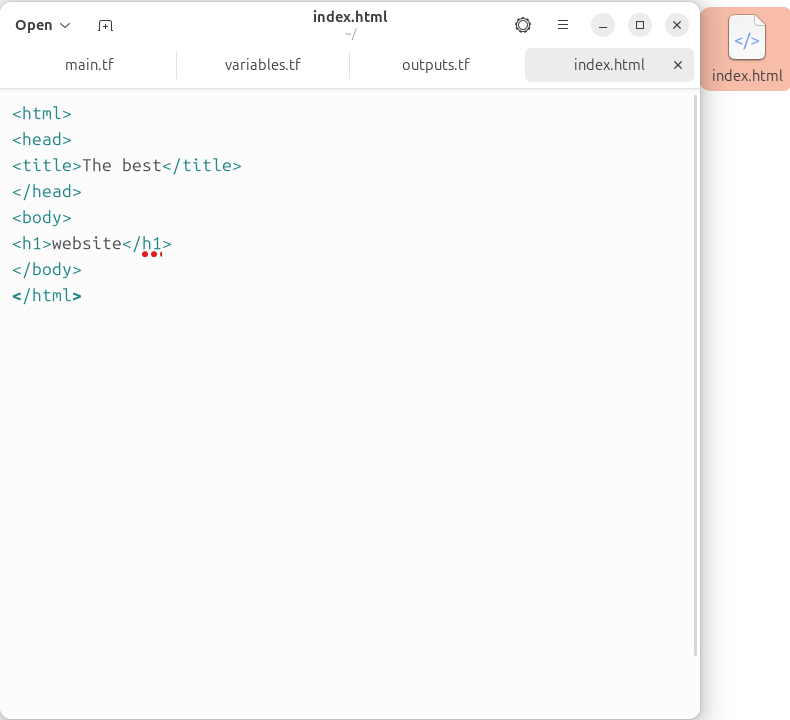 Open
index.html
~/
main.tf
variables.tf
outputs.tf
index.html
<html>
<head>
<title>The best</title>
</head>
<body>
<h1>website</h1>
</body>
</html>
</>
index.html